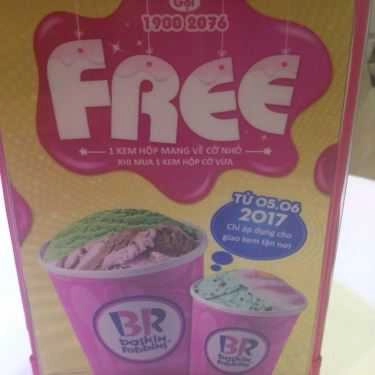 Gọi
1900 2076
FREE
1 KEM HỘP MANG VỀ CỠ NHỎ
KHI MUA 1 KEM HỘP CỠ VỪA
TỪ 05.06
2017
Chỉ áp dụng cho
giao kem tận nơi
BR
baskin
robbins
BR
baskin
robbins